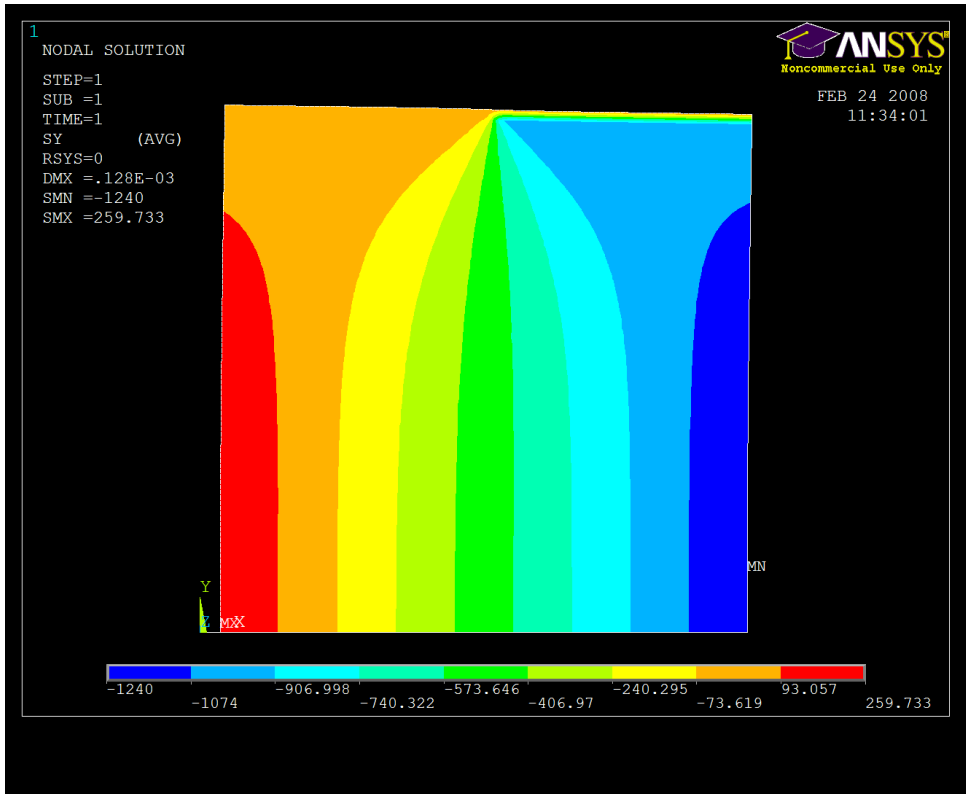 1
NODAL SOLUTION
STEP=1
SUB =1
TIME=1
SY (AVG)
RSYS=0
DMX =.128E-03
SMN =-1240
SMX =259.733
ANSYS
Noncommercial Use Only
FEB 24 2008
11:34:01
MN
Y
Z MX X
-1240 -906.998 -573.646 -240.295 93.057
-1074 -740.322 -406.97 -73.619 259.733